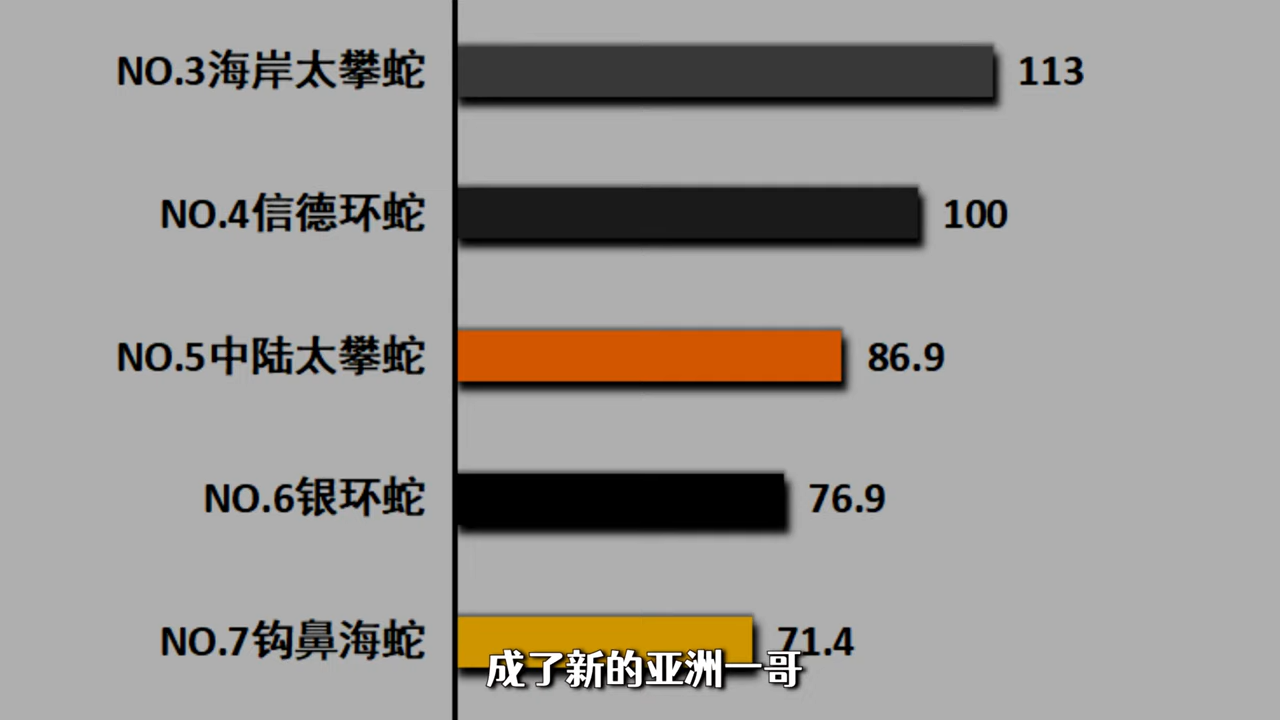 NO.3海岸太攀蛇 113
NO.4信德环蛇 100
NO.5中陆太攀蛇 86.9
NO.6银环蛇 76.9
NO.7钩鼻海蛇 71.4
成了新的亚洲一哥